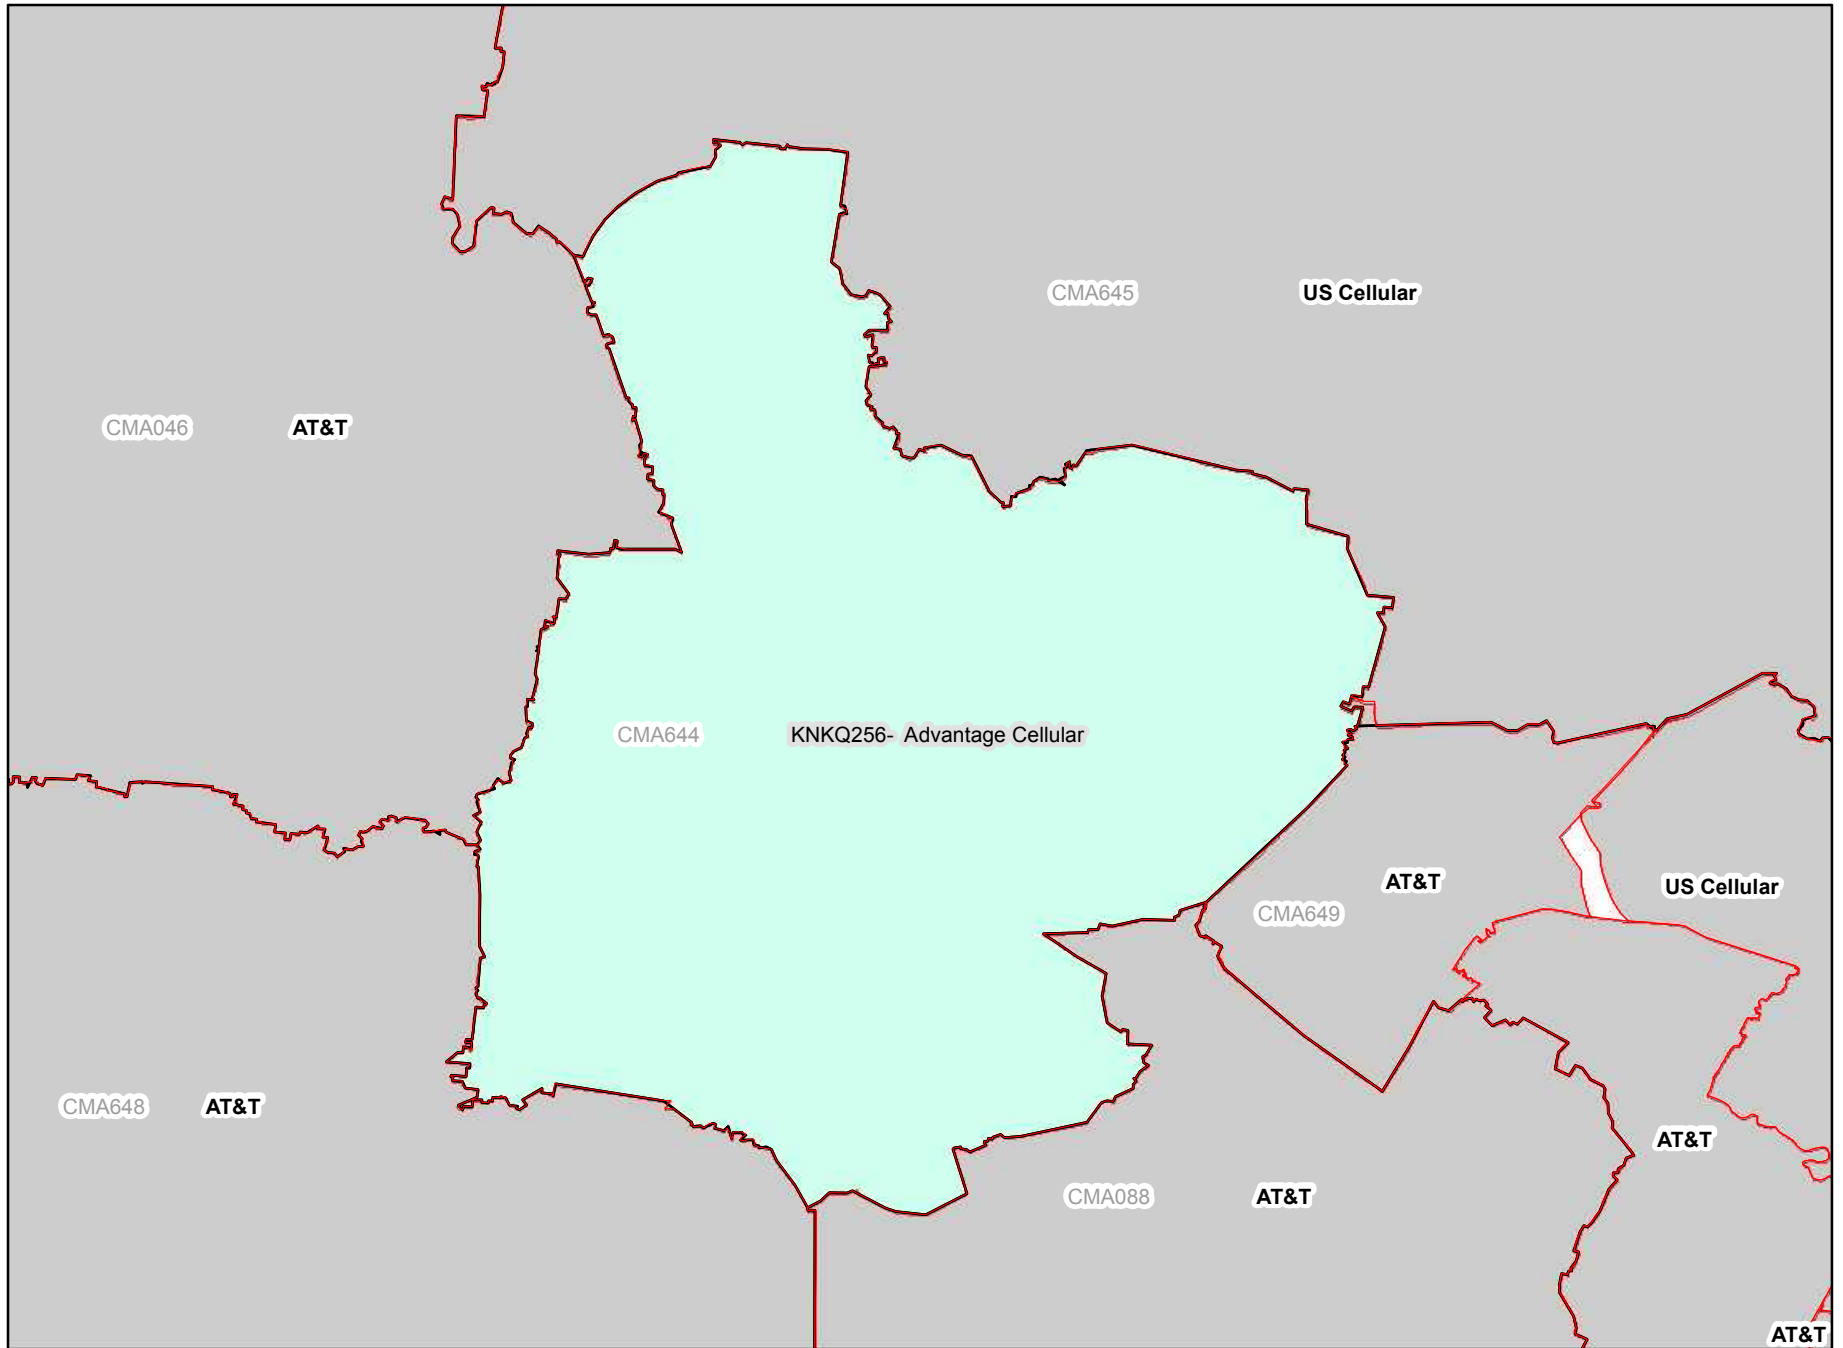 CMA645 US Cellular
CMA046 AT&T
CMA644 KNKQ256- Advantage Cellular
AT&T
US Cellular
CMA649
CMA648 AT&T
AT&T
CMA088 AT&T
AT&T